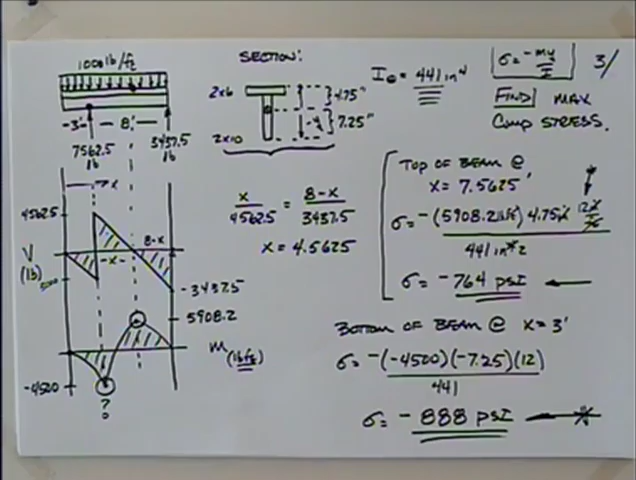 1000 lb/ft
-3'- 8'
7562.5 lb
3437.5 lb
→ x
4562.5
V (lb)
-x-
8-x
-3437.5
5908.2
M (lb ft)
-4500
?
SECTION:
2x6
2x10
4.75"
7.25"
I = 441 in⁴
x/4562.5 = 8-x/3437.5
x = 4.5625
σ = -My/I
3/
FIND MAX
COMP STRESS.
TOP OF BEAM @
x = 7.5625'
σ = -(5908.2 lb ft) 4.75 in 12 in/ft
441 in⁴
σ = -764 PSI
BOTTOM OF BEAM @ x = 3'
σ = -(-4500)(-7.25)(12)
441
σ = -888 PSI